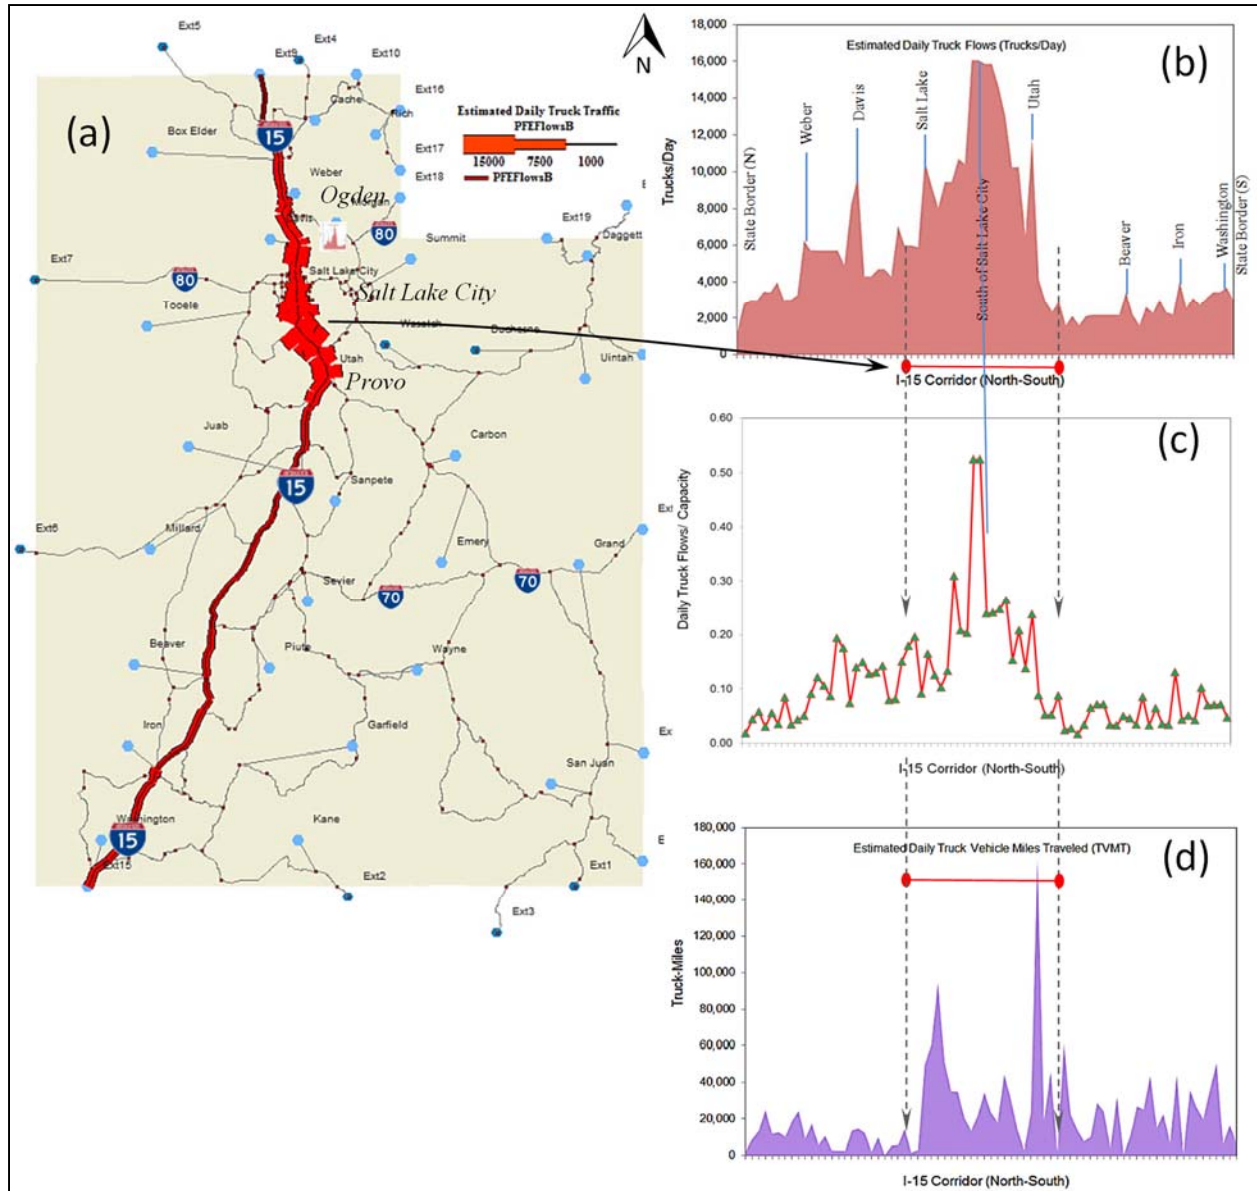 (a)
Ext5
Ext4
Ext9
Ext10
N
Cache
Ext16
Rich
Box Elder
15
Estimated Daily Truck Traffic
PFEFlowsB
15000 7500 1000
PFEFlowsB
Ext17
Ext18
Weber
Ogden
Morgan
80
Summit
Ext19
Daggett
E
Ext7
80
Salt Lake City
Salt Lake City
Tooele
Wasatch
Duchesne
Utah
Uintah
Provo
Juab
Carbon
15
Sanpete
Ext
Ext6
Millard
Emery
Grand
Sevier
70
70
Beaver
Piute
Wayne
Iron
Garfield
Ex
San Juan
Washington
15
Kane
E
Ext15
Ext2
Ext1
Ext3
(b)
Estimated Daily Truck Flows (Trucks/Day)
Trucks/Day
18,000
16,000
14,000
12,000
10,000
8,000
6,000
4,000
2,000
0
State Border (N)
Weber
Davis
Salt Lake
South of Salt Lake City
Utah
Beaver
Iron
Washington
State Border (S)
I-15 Corridor (North-South)
(c)
Daily Truck Flows/ Capacity
0.60
0.50
0.40
0.30
0.20
0.10
0.00
I-15 Corridor (North-South)
(d)
Estimated Daily Truck Vehicle Miles Traveled (TVMT)
Truck-Miles
180,000
160,000
140,000
120,000
100,000
80,000
60,000
40,000
20,000
0
I-15 Corridor (North-South)